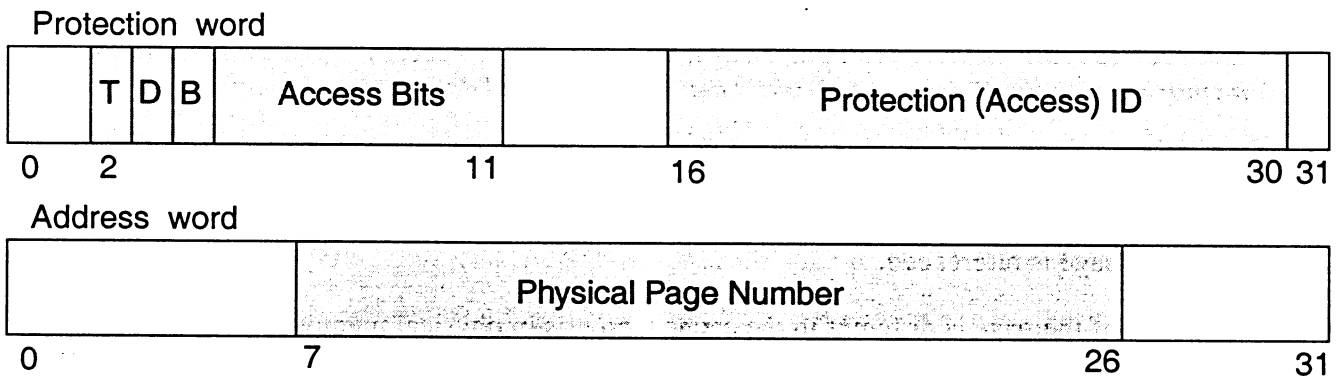 Protection word
T D B Access Bits Protection (Access) ID
0 2 11 16 30 31
Address word
Physical Page Number
0 7 26 31